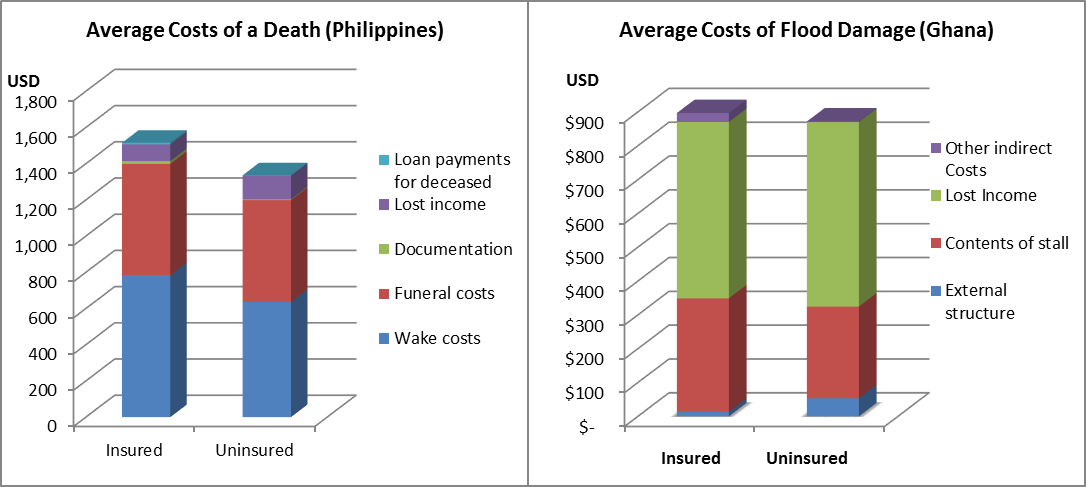 Average Costs of a Death (Philippines)
USD
1,800
1,600
1,400
1,200
1,000
800
600
400
200
0
Insured
Uninsured
Loan payments
for deceased
Lost income
Documentation
Funeral costs
Wake costs
Average Costs of Flood Damage (Ghana)
USD
$900
$800
$700
$600
$500
$400
$300
$200
$100
$-
Insured
Uninsured
Other indirect
Costs
Lost Income
Contents of stall
External
structure